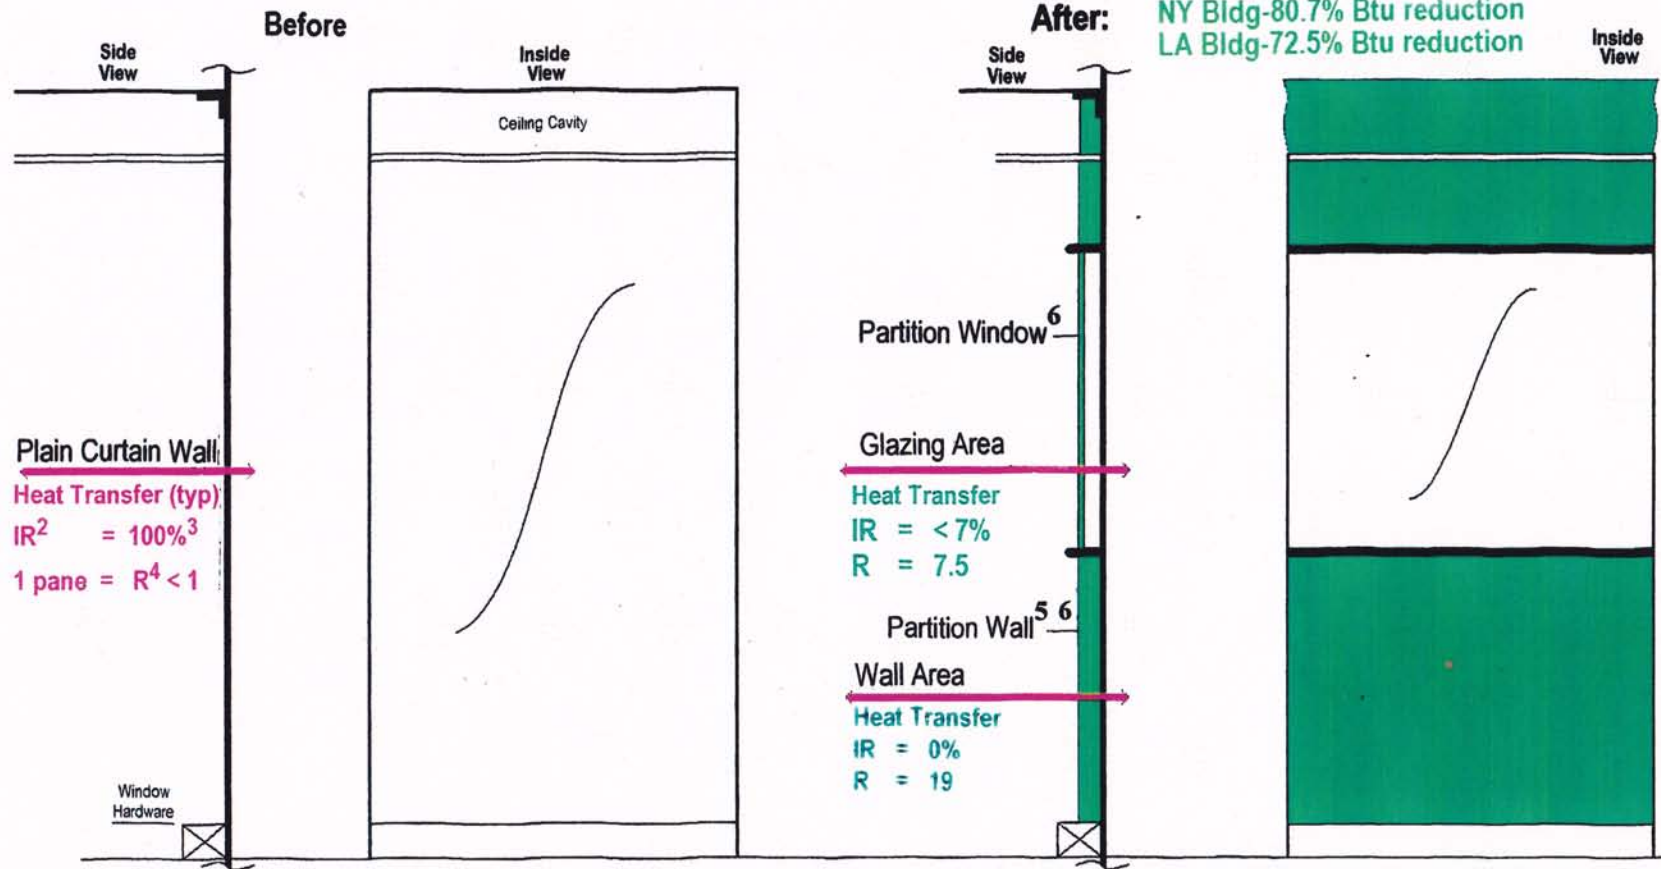 Before
Side
View
Inside
View
Ceiling Cavity
Plain Curtain Wall
Heat Transfer (typ)
IR² = 100%³
1 pane = R⁴ < 1
Window
Hardware
After:
NY Bldg-80.7% Btu reduction
LA Bldg-72.5% Btu reduction
Side
View
Inside
View
Partition Window⁶
Glazing Area
Heat Transfer
IR = < 7%
R = 7.5
Partition Wall⁵ ⁶
Wall Area
Heat Transfer
IR = 0%
R = 19